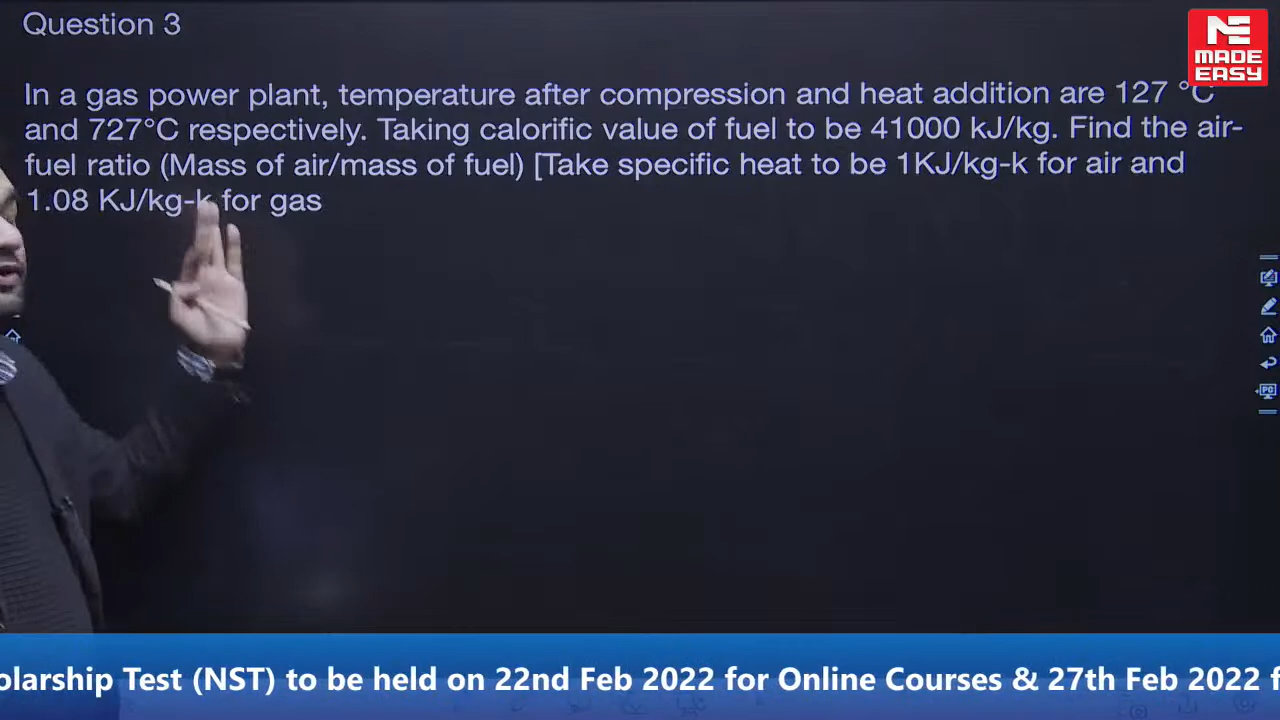 Question 3
MADE
EASY
In a gas power plant, temperature after compression and heat addition are 127 °C
and 727°C respectively. Taking calorific value of fuel to be 41000 kJ/kg. Find the air-
fuel ratio (Mass of air/mass of fuel) [Take specific heat to be 1KJ/kg-k for air and
1.08 KJ/kg-k for gas
PC
olarship Test (NST) to be held on 22nd Feb 2022 for Online Courses & 27th Feb 2022 f